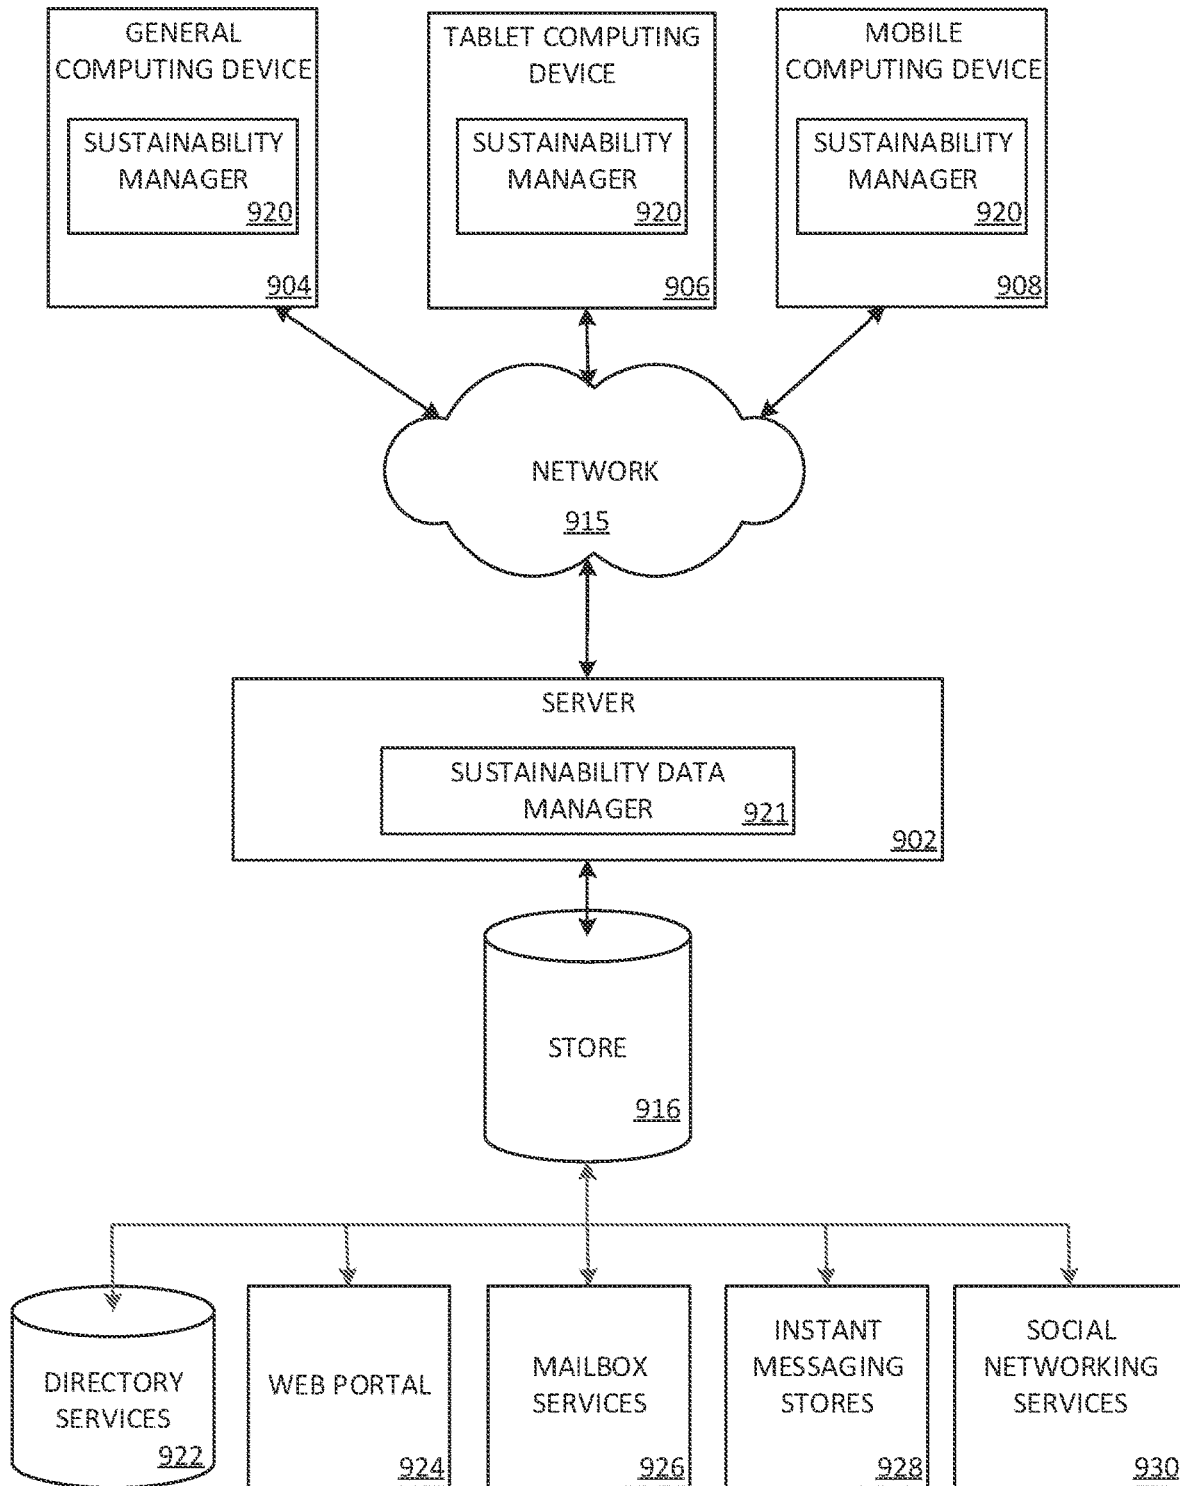 GENERAL
COMPUTING DEVICE
SUSTAINABILITY
MANAGER
920
904
TABLET COMPUTING
DEVICE
SUSTAINABILITY
MANAGER
920
906
MOBILE
COMPUTING DEVICE
SUSTAINABILITY
MANAGER
920
908
NETWORK
915
SERVER
SUSTAINABILITY DATA
MANAGER
921
902
STORE
916
DIRECTORY
SERVICES
922
WEB PORTAL
924
MAILBOX
SERVICES
926
INSTANT
MESSAGING
STORES
928
SOCIAL
NETWORKING
SERVICES
930